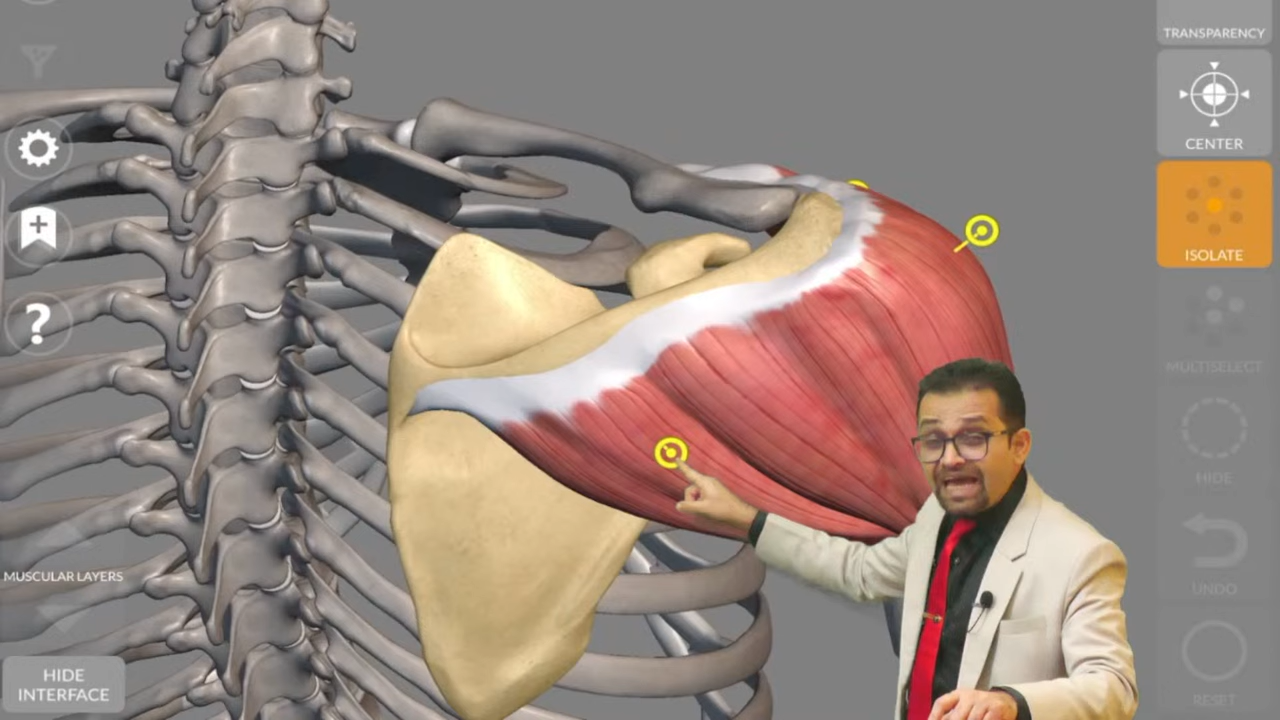 TRANSPARENCY
CENTER
ISOLATE
MULTISELECT
HIDE
UNDO
RESET
MUSCULAR LAYERS
HIDE
INTERFACE